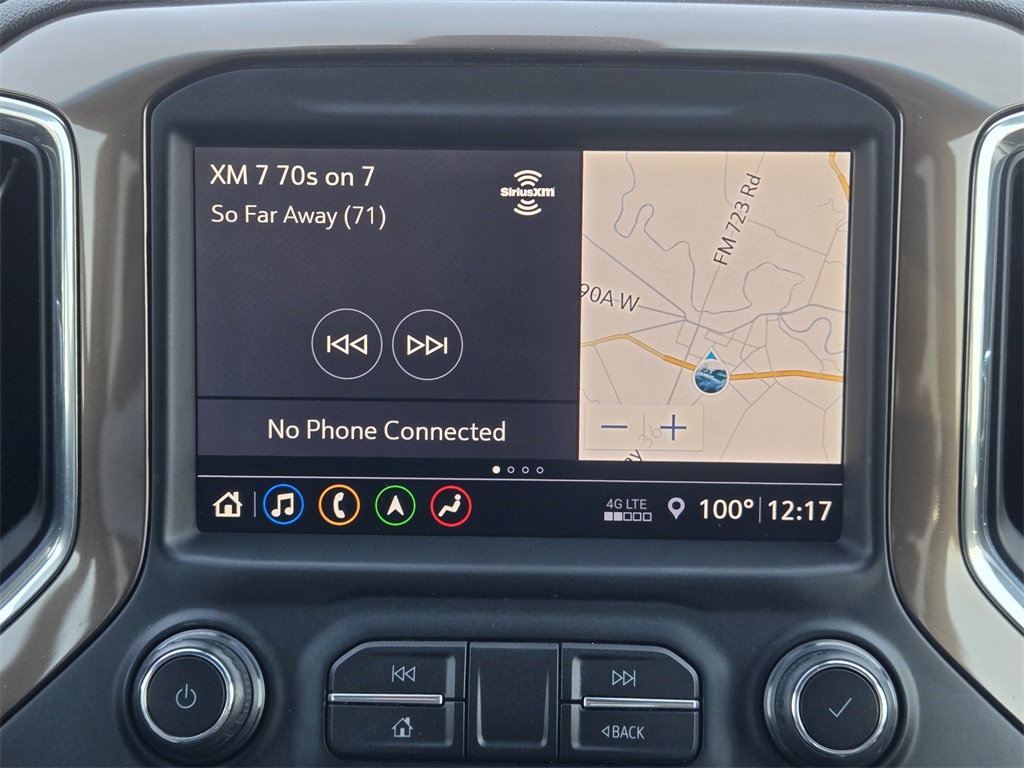 XM 7 70s on 7
So Far Away (71)
SiriusXM
FM 723 Rd
90A W
No Phone Connected
36
4G LTE
100° 12:17
BACK